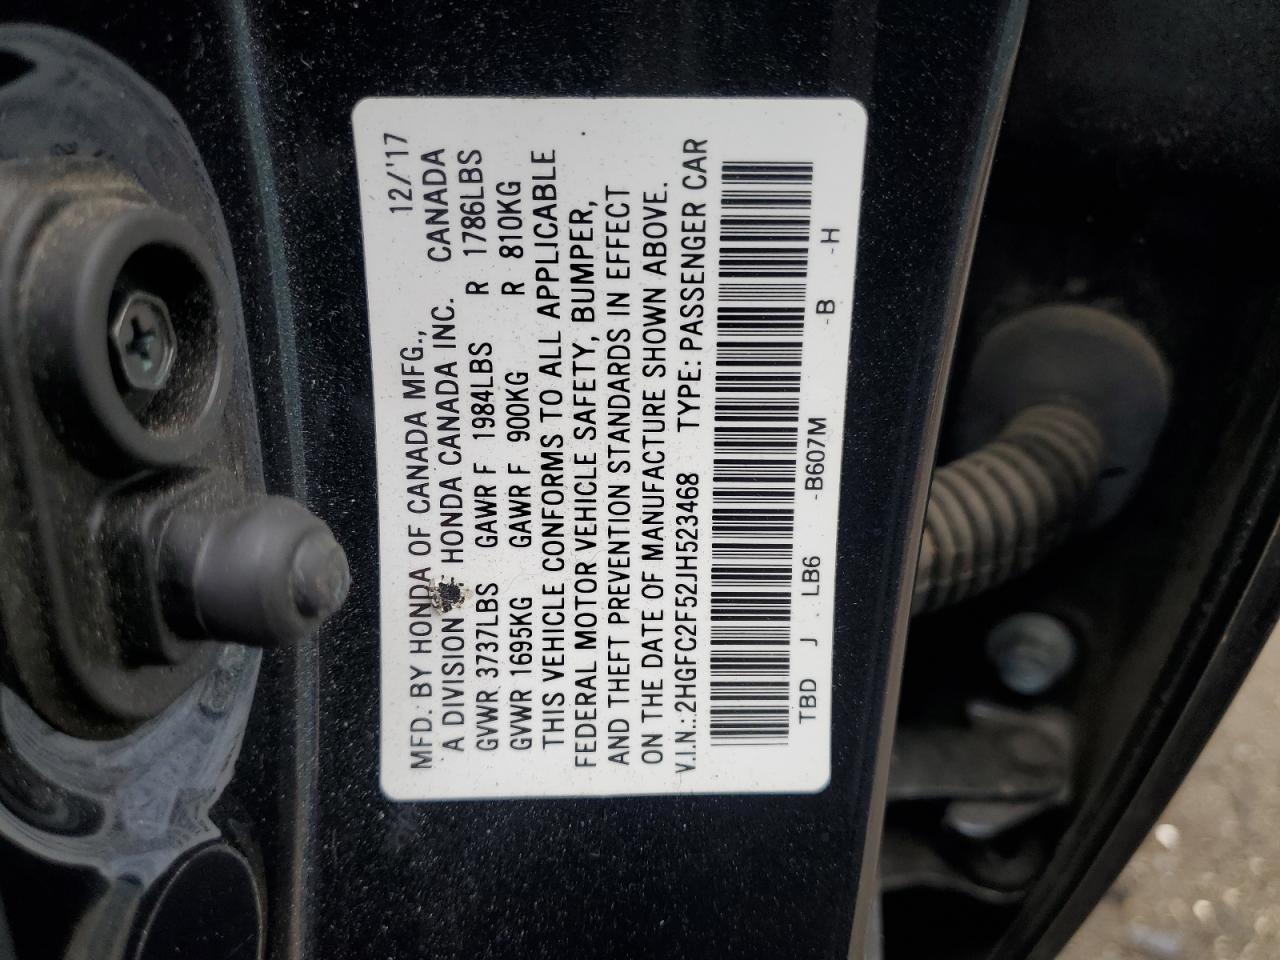 MFD. BY HONDA OF CANADA MFG., 12/'17
A DIVISION HONDA CANADA INC. CANADA
GVWR 3737LBS GAWR F 1984LBS R 1786LBS
GVWR 1695KG GAWR F 900KG R 810KG
THIS VEHICLE CONFORMS TO ALL APPLICABLE
FEDERAL MOTOR VEHICLE SAFETY, BUMPER,
AND THEFT PREVENTION STANDARDS IN EFFECT
ON THE DATE OF MANUFACTURE SHOWN ABOVE.
V.I.N.:2HGFC2F52JH523468 TYPE: PASSENGER CAR
TBD J LB6 -B607M -B -H